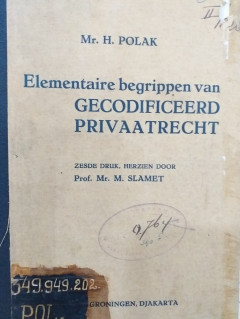 II
Mr. H. POLAK
Elementaire begrippen van
GECODIFICEERD
PRIVAATRECHT
ZESDE DRUK, HERZIEN DOOR
Prof. Mr. M. SLAMET
349.949.202.
POL
GRONINGEN, DJAKARTA